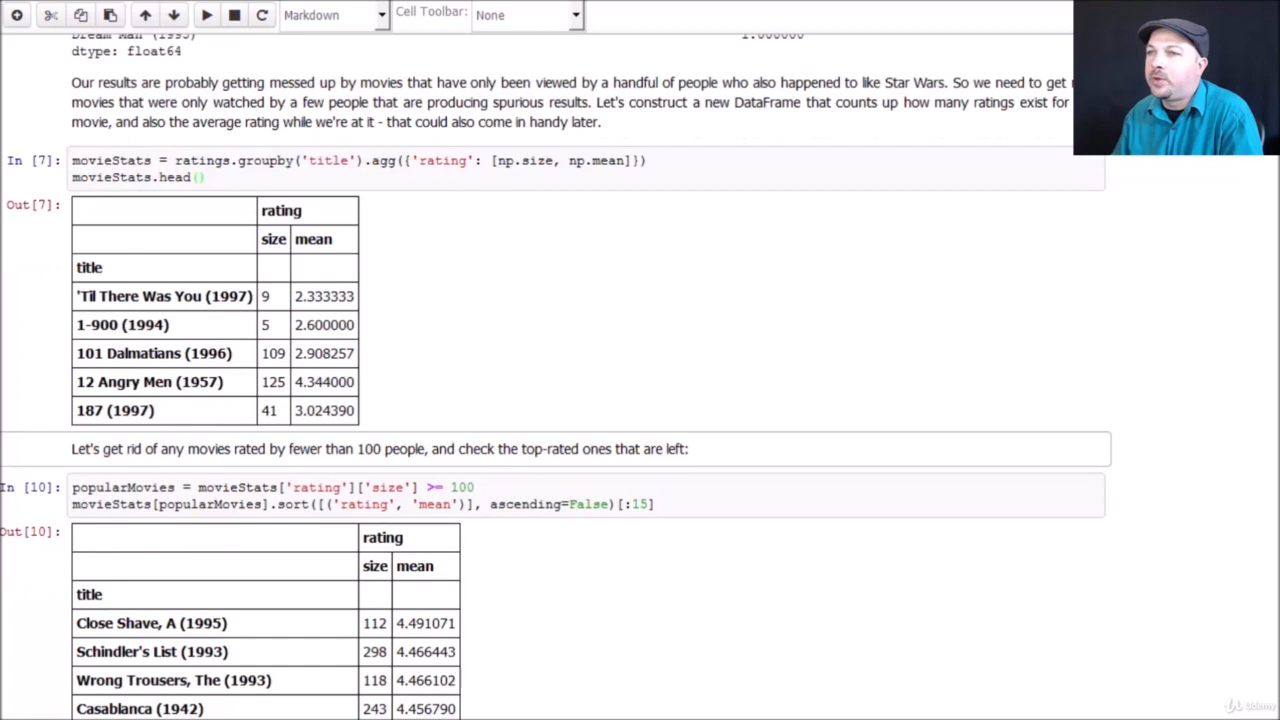 Markdown
Cell Toolbar:
None
Dream Man (1995) 1.000000
dtype: float64
Our results are probably getting messed up by movies that have only been viewed by a handful of people who also happened to like Star Wars. So we need to get
movies that were only watched by a few people that are producing spurious results. Let's construct a new DataFrame that counts up how many ratings exist for
movie, and also the average rating while we're at it - that could also come in handy later.
In [7]: movieStats = ratings.groupby('title').agg({'rating': [np.size, np.mean]})
movieStats.head()
Out[7]:
rating
size mean
title
'Til There Was You (1997) 9 2.333333
1-900 (1994) 5 2.600000
101 Dalmatians (1996) 109 2.908257
12 Angry Men (1957) 125 4.344000
187 (1997) 41 3.024390
Let's get rid of any movies rated by fewer than 100 people, and check the top-rated ones that are left:
In [10]: popularMovies = movieStats['rating']['size'] >= 100
movieStats[popularMovies].sort([('rating', 'mean')], ascending=False)[:15]
Out[10]:
rating
size mean
title
Close Shave, A (1995) 112 4.491071
Schindler's List (1993) 298 4.466443
Wrong Trousers, The (1993) 118 4.466102
Casablanca (1942) 243 4.456790
Udemy